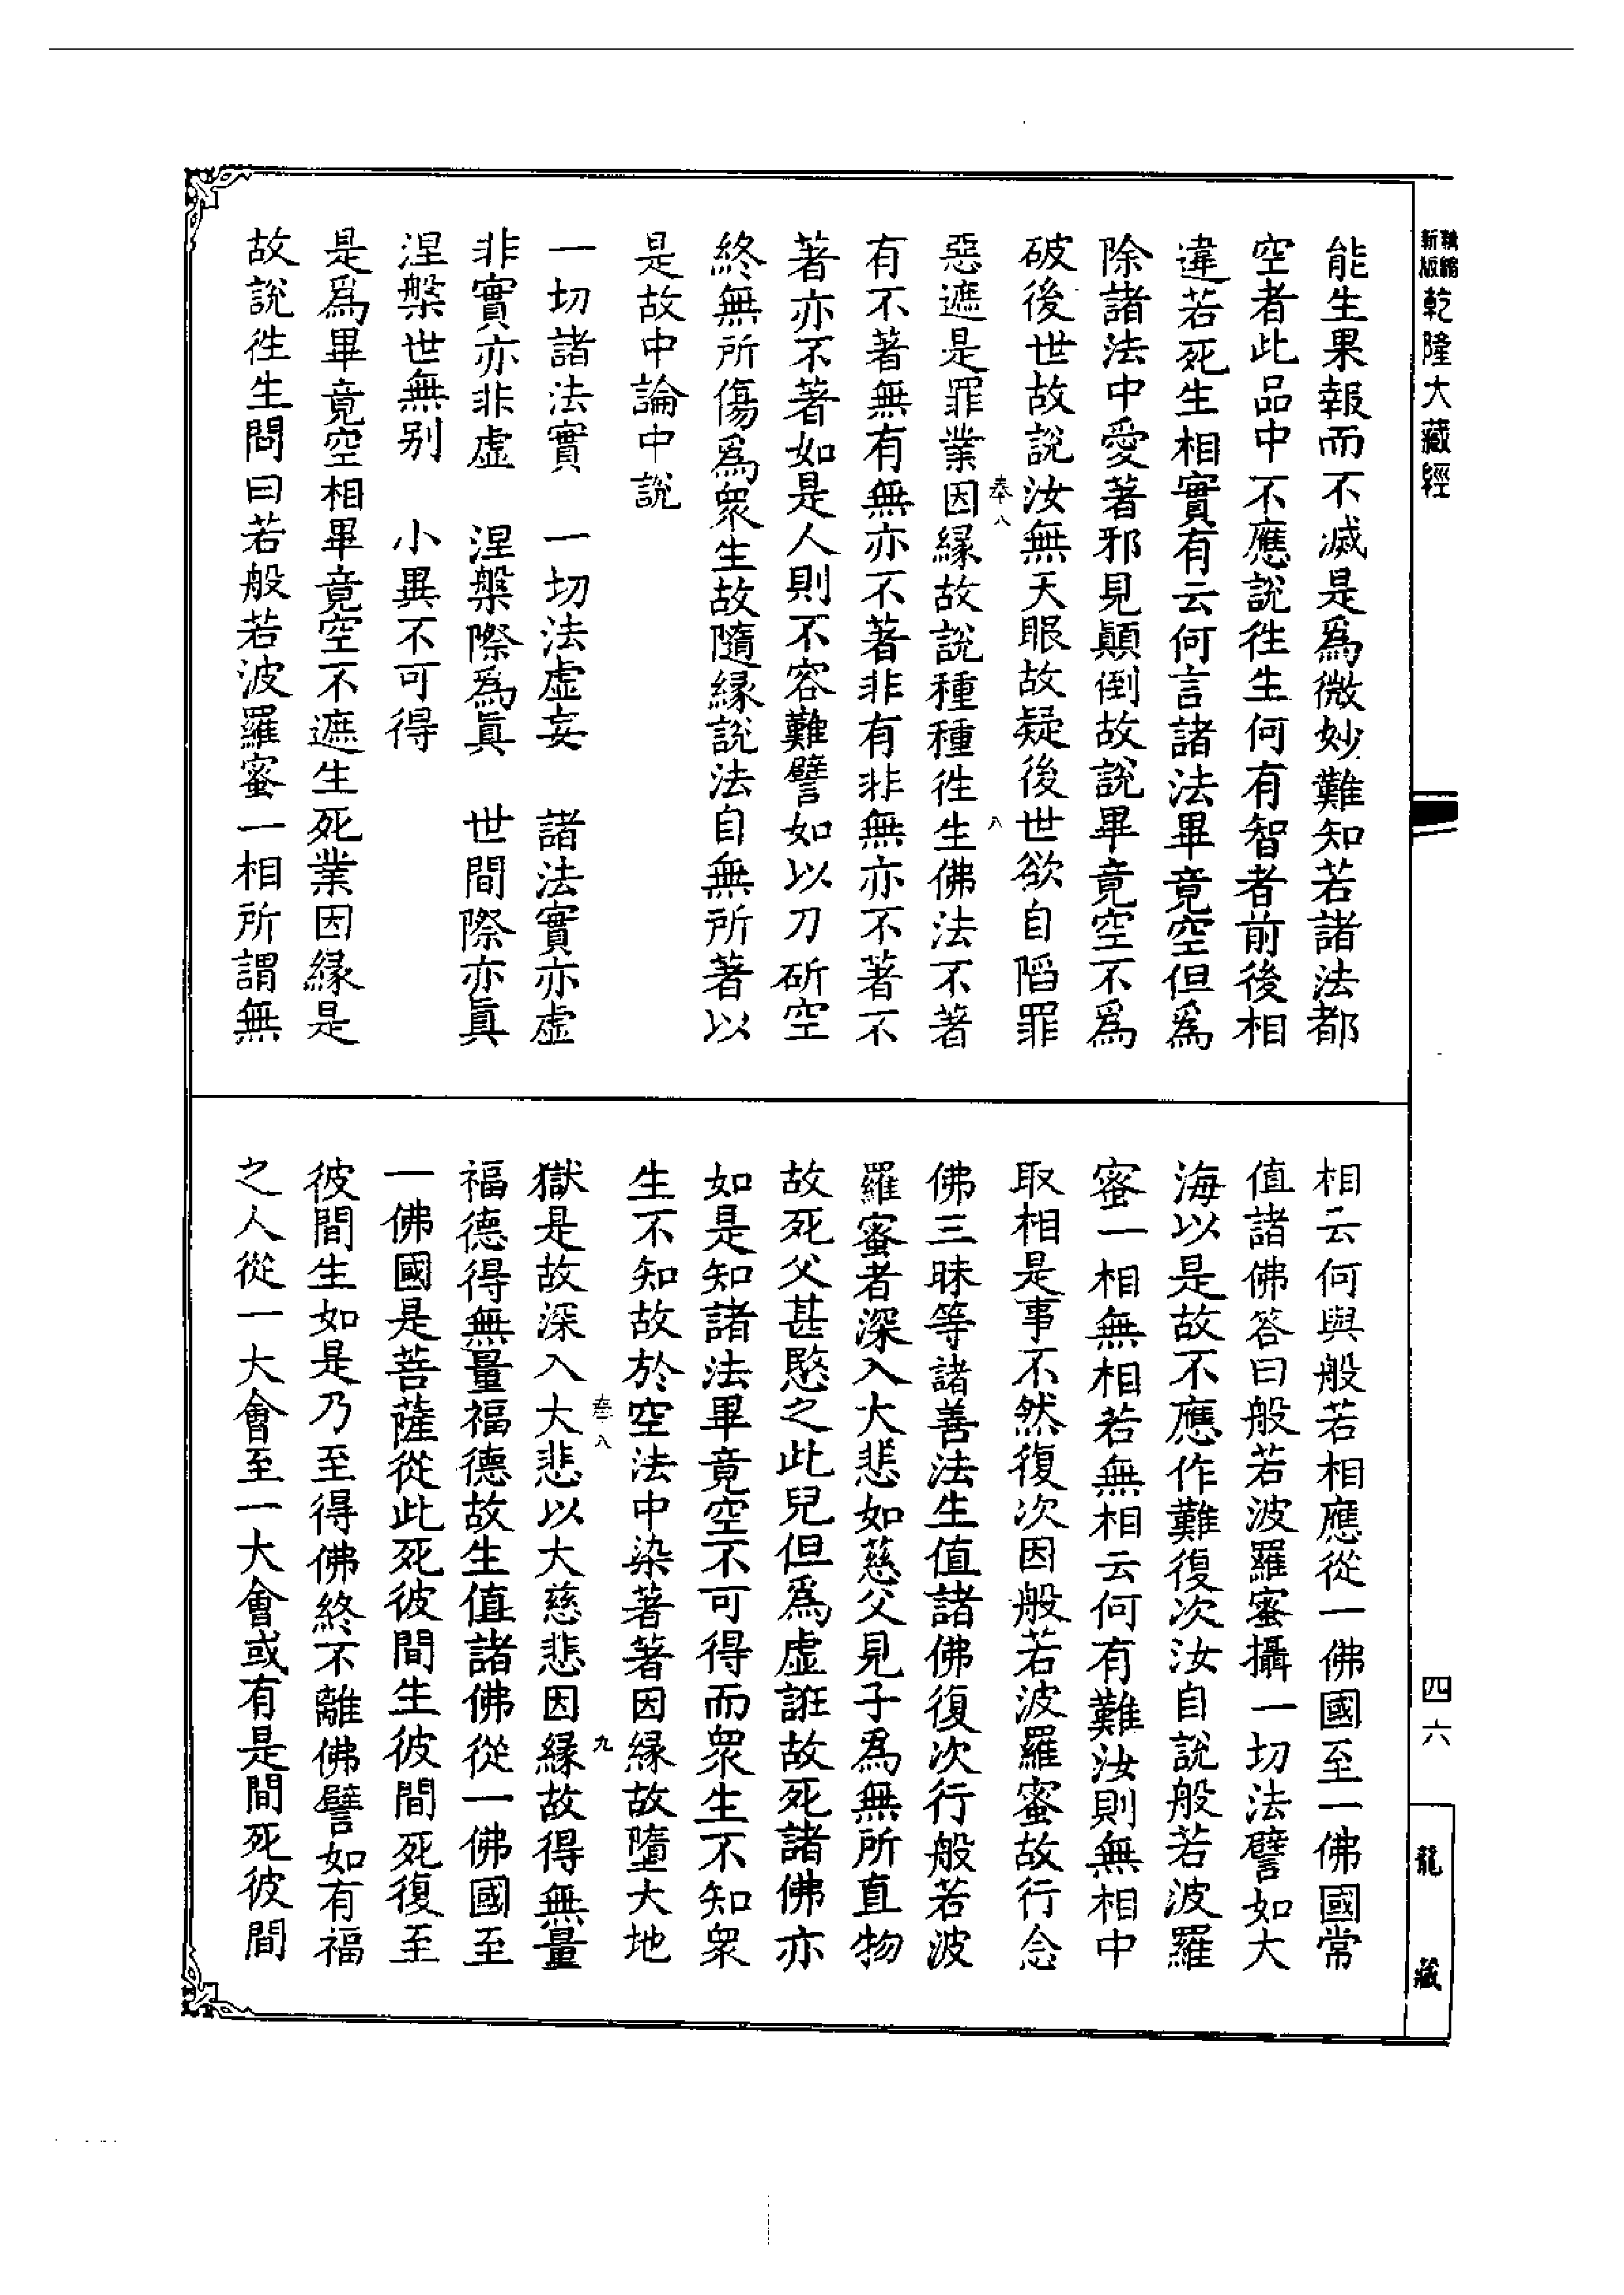 新版縮輯乾隆大藏經
四六
龍藏
能生果報而不滅是爲微妙難知若諸法都
空者此品中不應說徃生何有智者前後相
違若死生相實有云何言諸法畢竟空但爲
除諸法中愛著邪見顛倒故說畢竟空不爲
破後世故說汝無天眼故疑後世欲自陷罪
奉八
八
惡遮是罪業因緣故說種種徃生佛法不著
有不著無有無亦不著非有非無亦不著不
著亦不著如是人則不容難譬如以刀斫空
終無所傷爲衆生故隨緣說法自無所著以
是故中論中說
一切諸法實　一切法虛妄　諸法實亦虛
非實亦非虛　涅槃際爲眞　世間際亦眞
涅槃世無别　小異不可得
是爲畢竟空相畢竟空不遮生死業因緣是
故說徃生問曰若般若波羅蜜一相所謂無
相云何與般若相應從一佛國至一佛國常
值諸佛答曰般若波羅蜜攝一切法譬如大
海以是故不應作難復次汝自說般若波羅
蜜一相無相若無相云何有難汝則無相中
取相是事不然復次因般若波羅蜜故行念
佛三昧等諸善法生值諸佛復次行般若波
羅蜜者深入大悲如慈父見子爲無所直物
故死父甚愍之此兒但爲虛誑故死諸佛亦
如是知諸法畢竟空不可得而衆生不知衆
生不知故於空法中染著著因緣故墮大地
奉八
九
獄是故深入大悲以大慈悲因緣故得無量
福德得無量福德故生值諸佛從一佛國至
一佛國是菩薩從此死彼間生彼間死復至
彼間生如是乃至得佛終不離佛譬如有福
之人從一大會至一大會或有是間死彼間